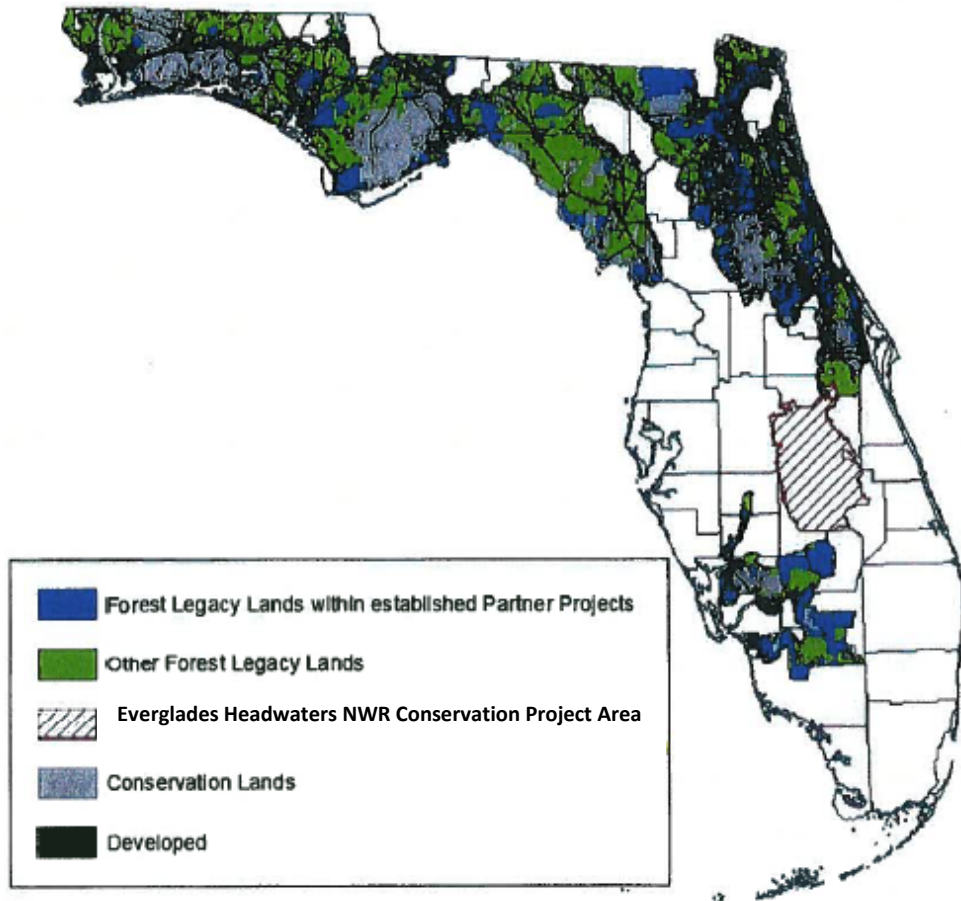 Forest Legacy Lands within established Partner Projects
Other Forest Legacy Lands
Everglades Headwaters NWR Conservation Project Area
Conservation Lands
Developed